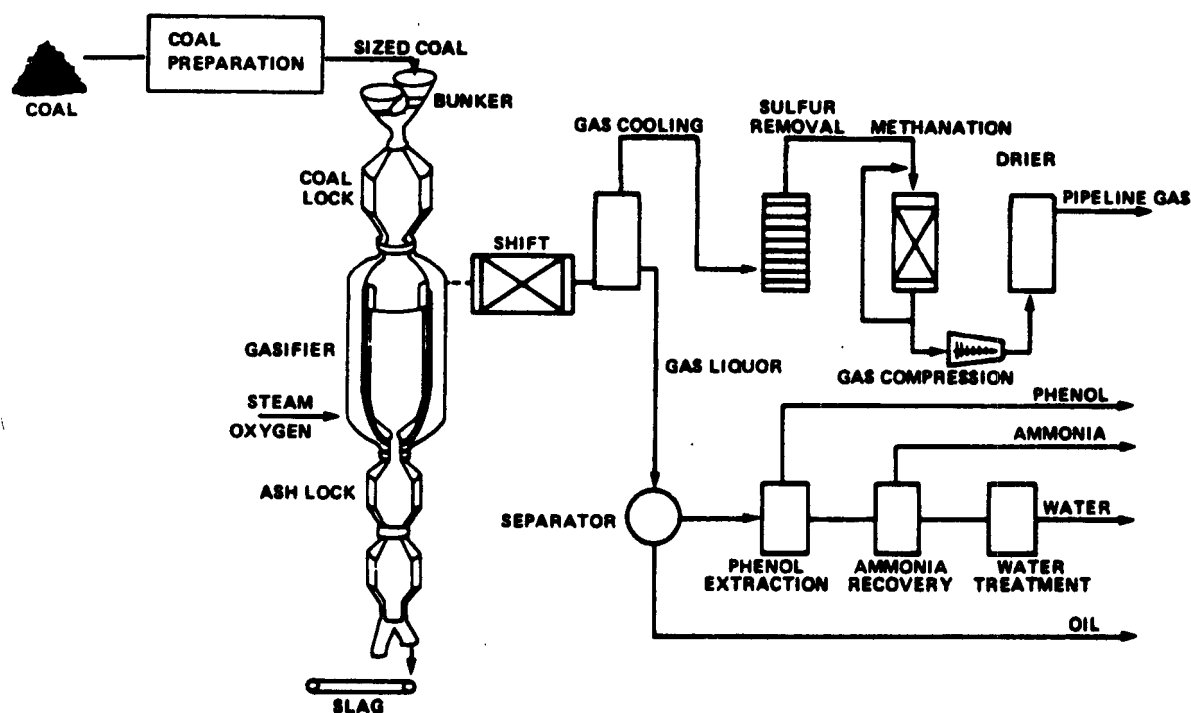 COAL
PREPARATION
SIZED COAL
COAL
BUNKER
SULFUR
REMOVAL
METHANATION
GAS COOLING
DRIER
COAL
LOCK
PIPELINE GAS
SHIFT
GASIFIER
GAS LIQUOR
GAS COMPRESSION
STEAM
OXYGEN
PHENOL
AMMONIA
ASH LOCK
SEPARATOR
WATER
PHENOL
EXTRACTION
AMMONIA
RECOVERY
WATER
TREATMENT
OIL
SLAG